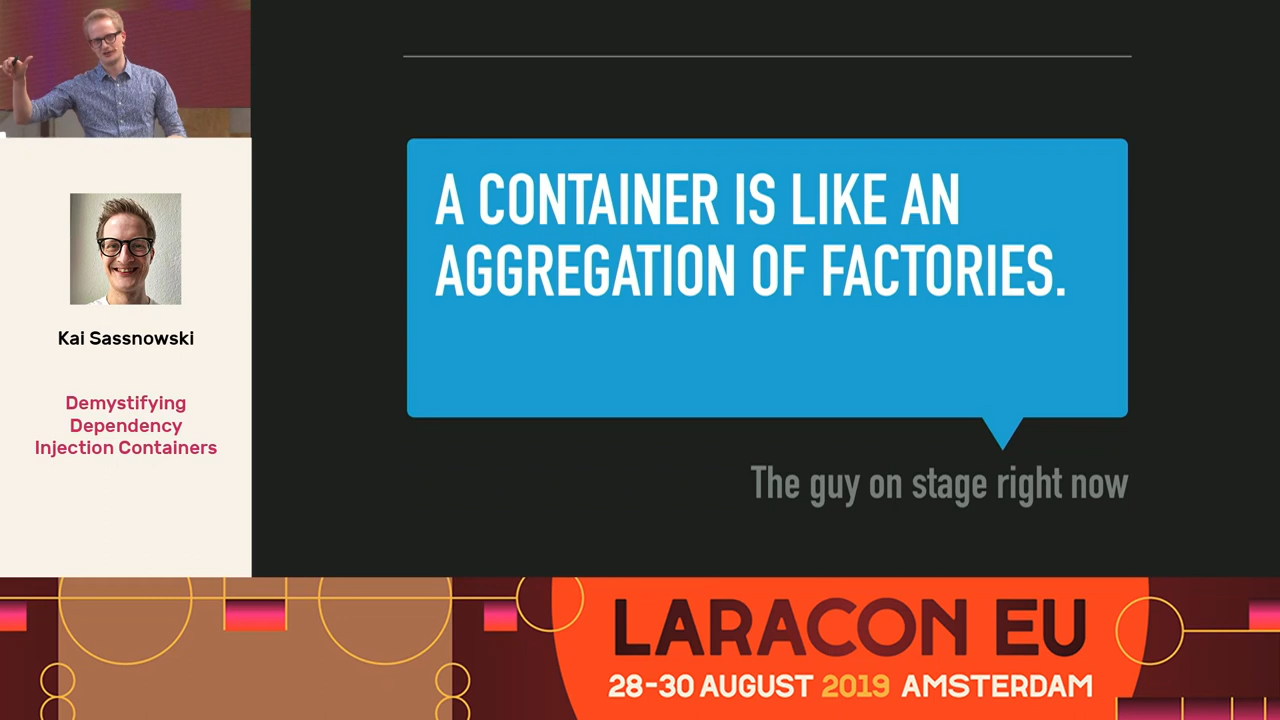 A CONTAINER IS LIKE AN
AGGREGATION OF FACTORIES.
The guy on stage right now
Kai Sassnowski
Demystifying
Dependency
Injection Containers
LARACON EU
28-30 AUGUST 2019 AMSTERDAM